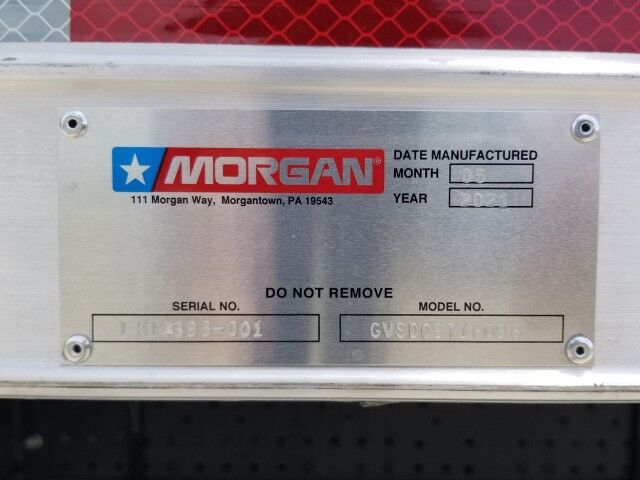 MORGAN®
111 Morgan Way, Morgantown, PA 19543
DATE MANUFACTURED
MONTH 05
YEAR 2021
DO NOT REMOVE
SERIAL NO.
MODEL NO.